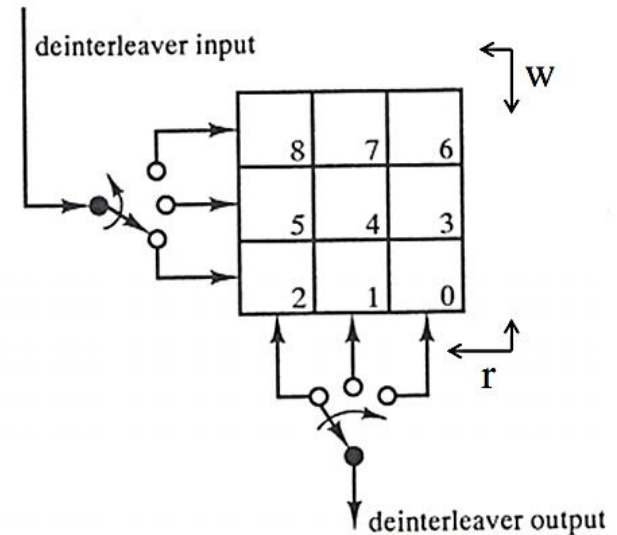 deinterleaver input
w
8 7 6
5 4 3
2 1 0
r
deinterleaver output